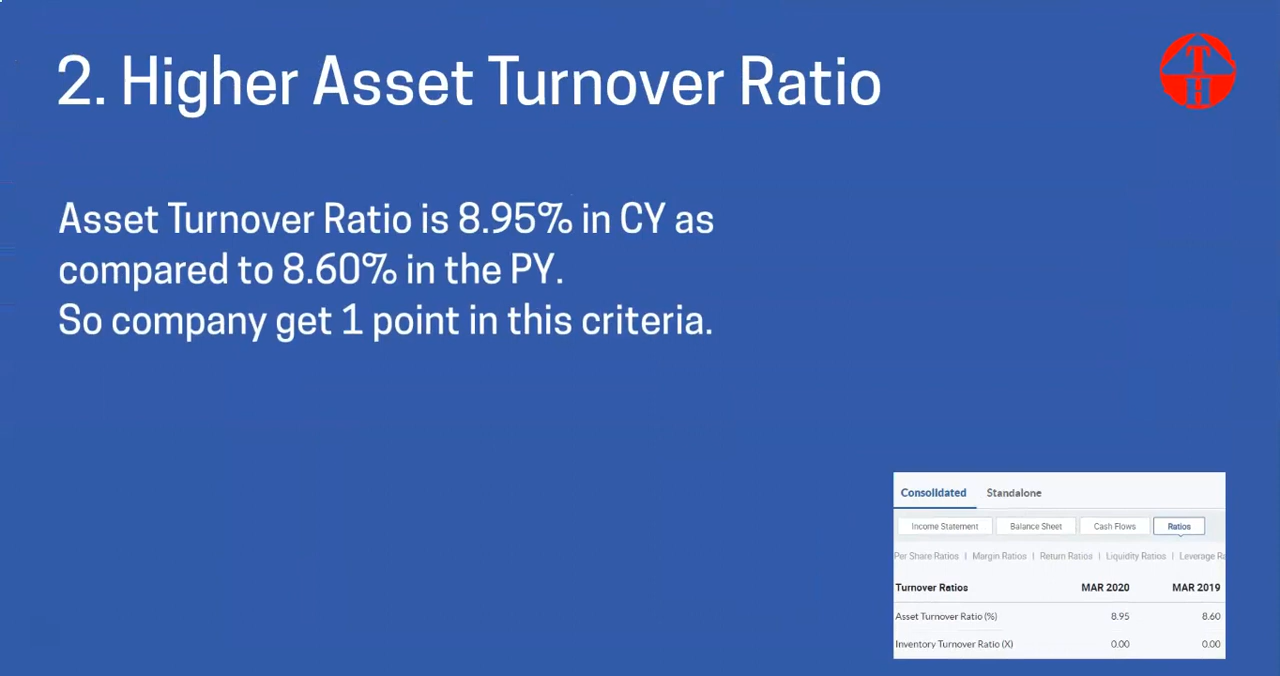 2. Higher Asset Turnover Ratio
TH
Asset Turnover Ratio is 8.95% in CY as
compared to 8.60% in the PY.
So company get 1 point in this criteria.
Consolidated Standalone
Income Statement Balance Sheet Cash Flows Ratios
Per Share Ratios | Margin Ratios | Return Ratios | Liquidity Ratios | Leverage Ra
Turnover Ratios MAR 2020 MAR 2019
Asset Turnover Ratio (%) 8.95 8.60
Inventory Turnover Ratio (X) 0.00 0.00